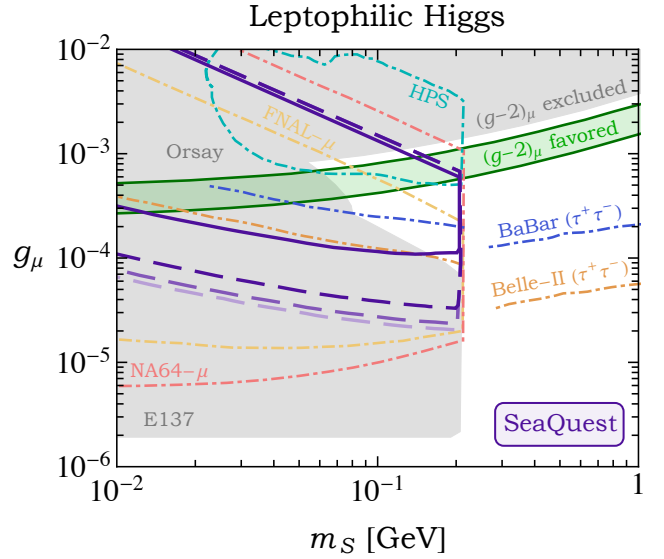 Leptophilic Higgs
10⁻²
10⁻³
10⁻⁴
10⁻⁵
10⁻⁶
g_μ
HPS
(g−2)_μ excluded
FNAL−μ
Orsay
(g−2)_μ favored
BaBar (τ⁺τ⁻)
Belle−II (τ⁺τ⁻)
NA64−μ
E137
SeaQuest
10⁻²
10⁻¹
1
m_S [GeV]